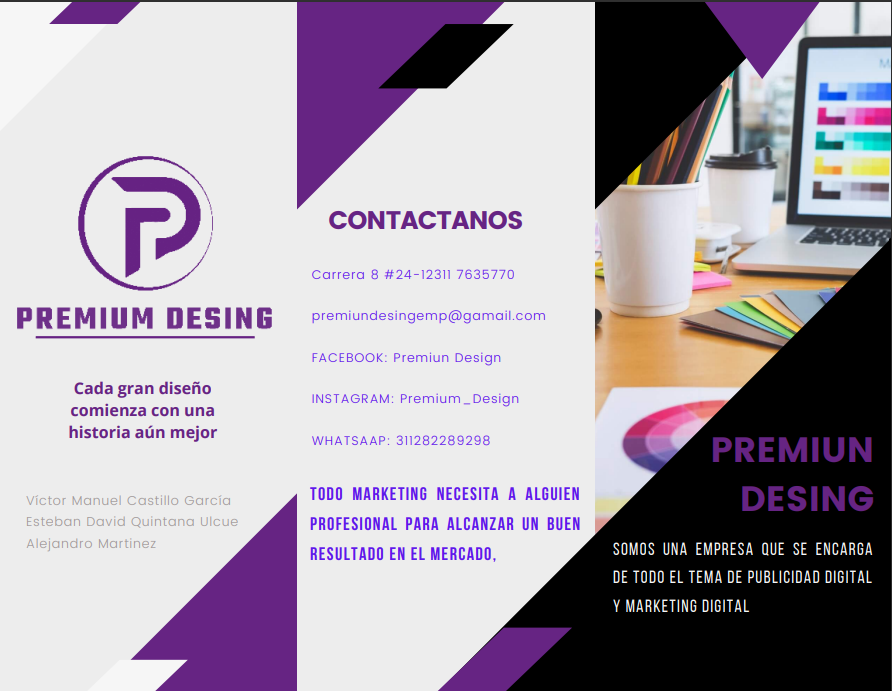 PREMIUM DESING
Cada gran diseño
comienza con una
historia aún mejor
Víctor Manuel Castillo García
Esteban David Quintana Ulcue
Alejandro Martinez
CONTACTANOS
Carrera 8 #24-12311 7635770
premiundesingemp@gamail.com
FACEBOOK: Premiun Design
INSTAGRAM: Premium_Design
WHATSAAP: 311282289298
TODO MARKETING NECESITA A ALGUIEN
PROFESIONAL PARA ALCANZAR UN BUEN
RESULTADO EN EL MERCADO,
PREMIUN
DESING
SOMOS UNA EMPRESA QUE SE ENCARGA
DE TODO EL TEMA DE PUBLICIDAD DIGITAL
Y MARKETING DIGITAL